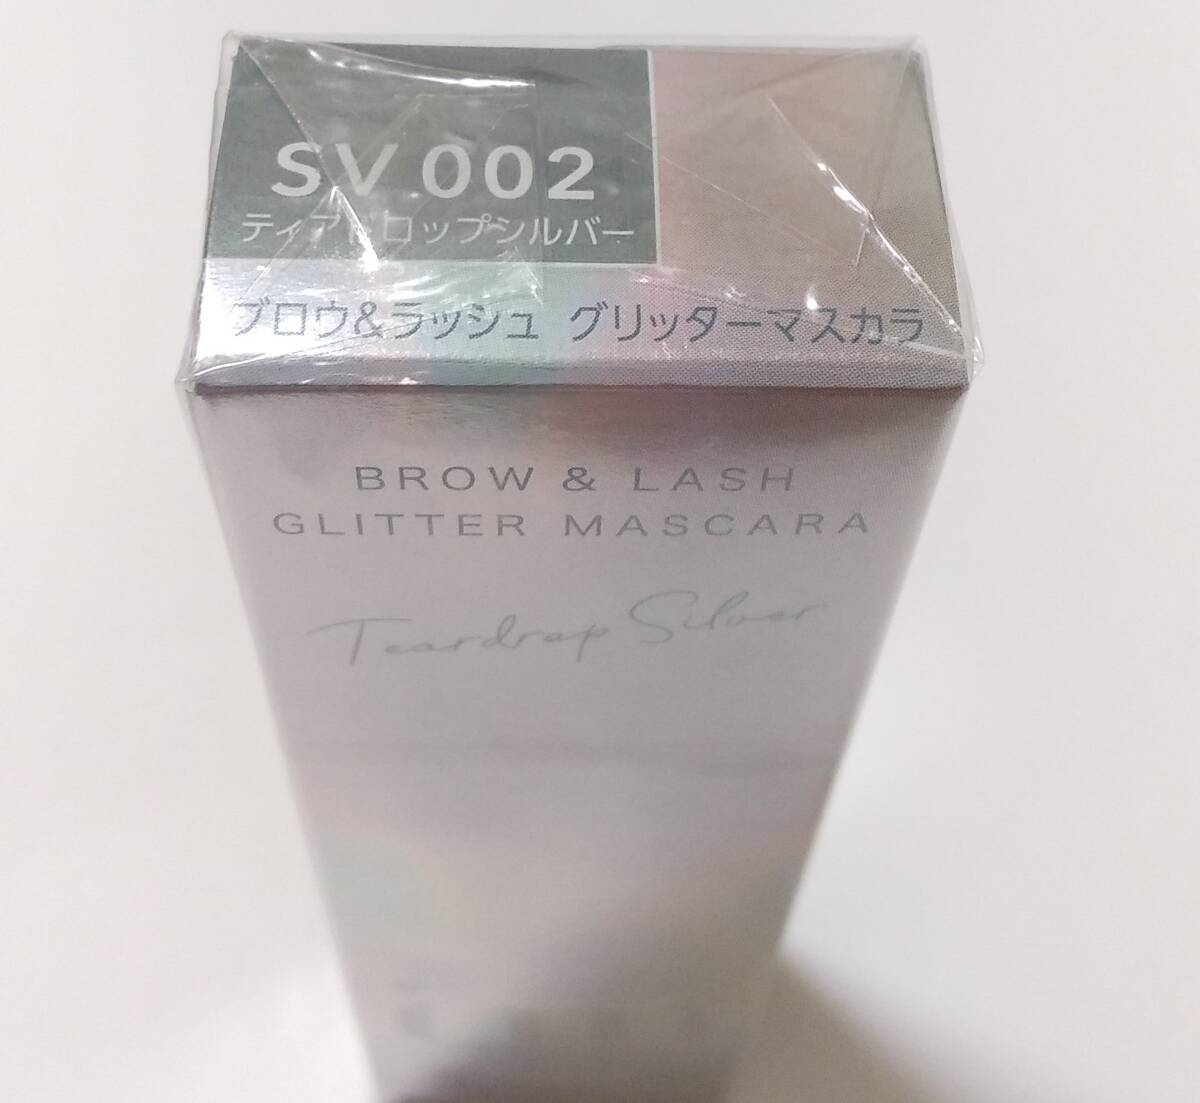 SV 002
ティアドロップシルバー
ブロウ&ラッシュ グリッターマスカラ
BROW & LASH
GLITTER MASCARA
Teardrop Silver